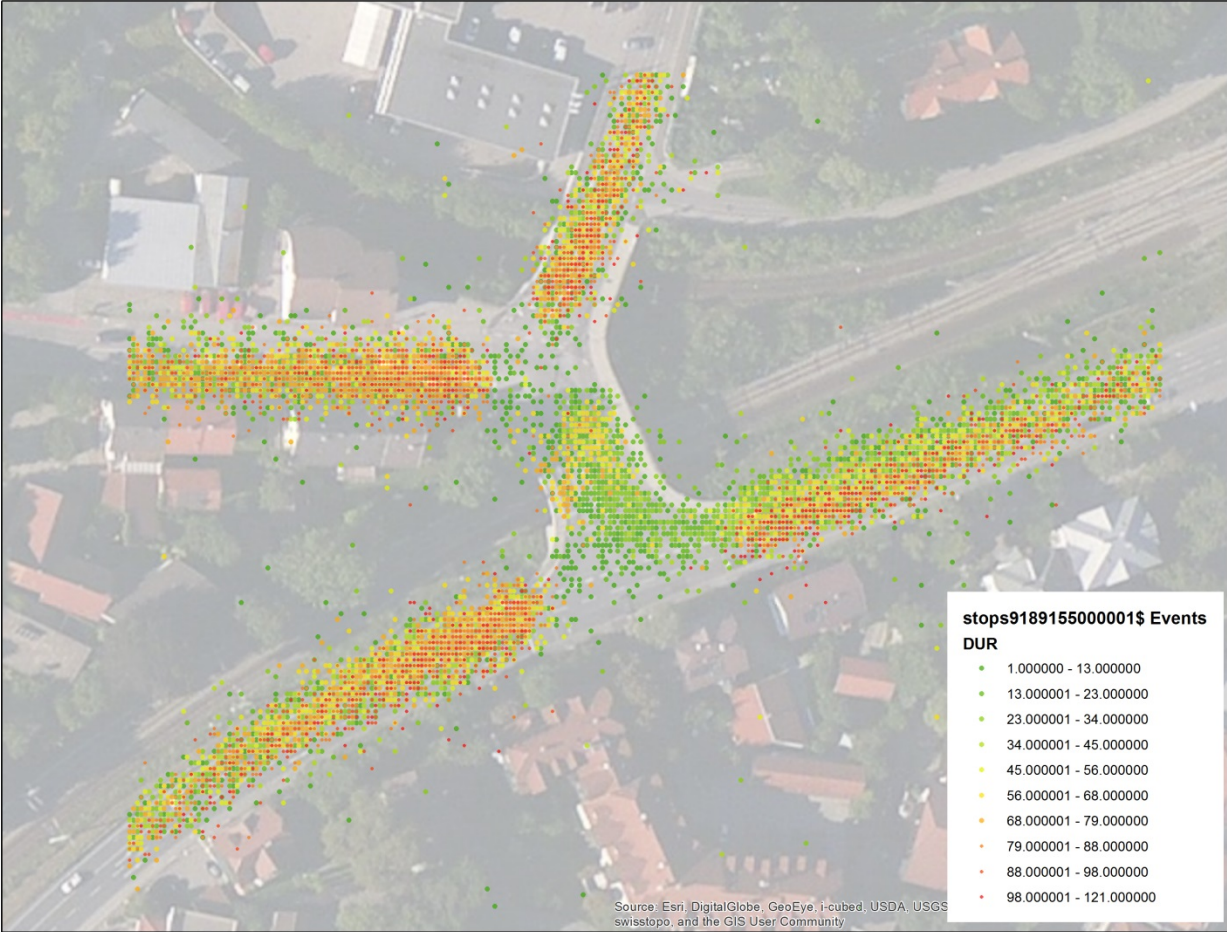 stops9189155000001$ Events
DUR
1.000000 - 13.000000
13.000001 - 23.000000
23.000001 - 34.000000
34.000001 - 45.000000
45.000001 - 56.000000
56.000001 - 68.000000
68.000001 - 79.000000
79.000001 - 88.000000
88.000001 - 98.000000
98.000001 - 121.000000
Source: Esri, DigitalGlobe, GeoEye, i-cubed, USDA, USGS
swisstopo, and the GIS User Community